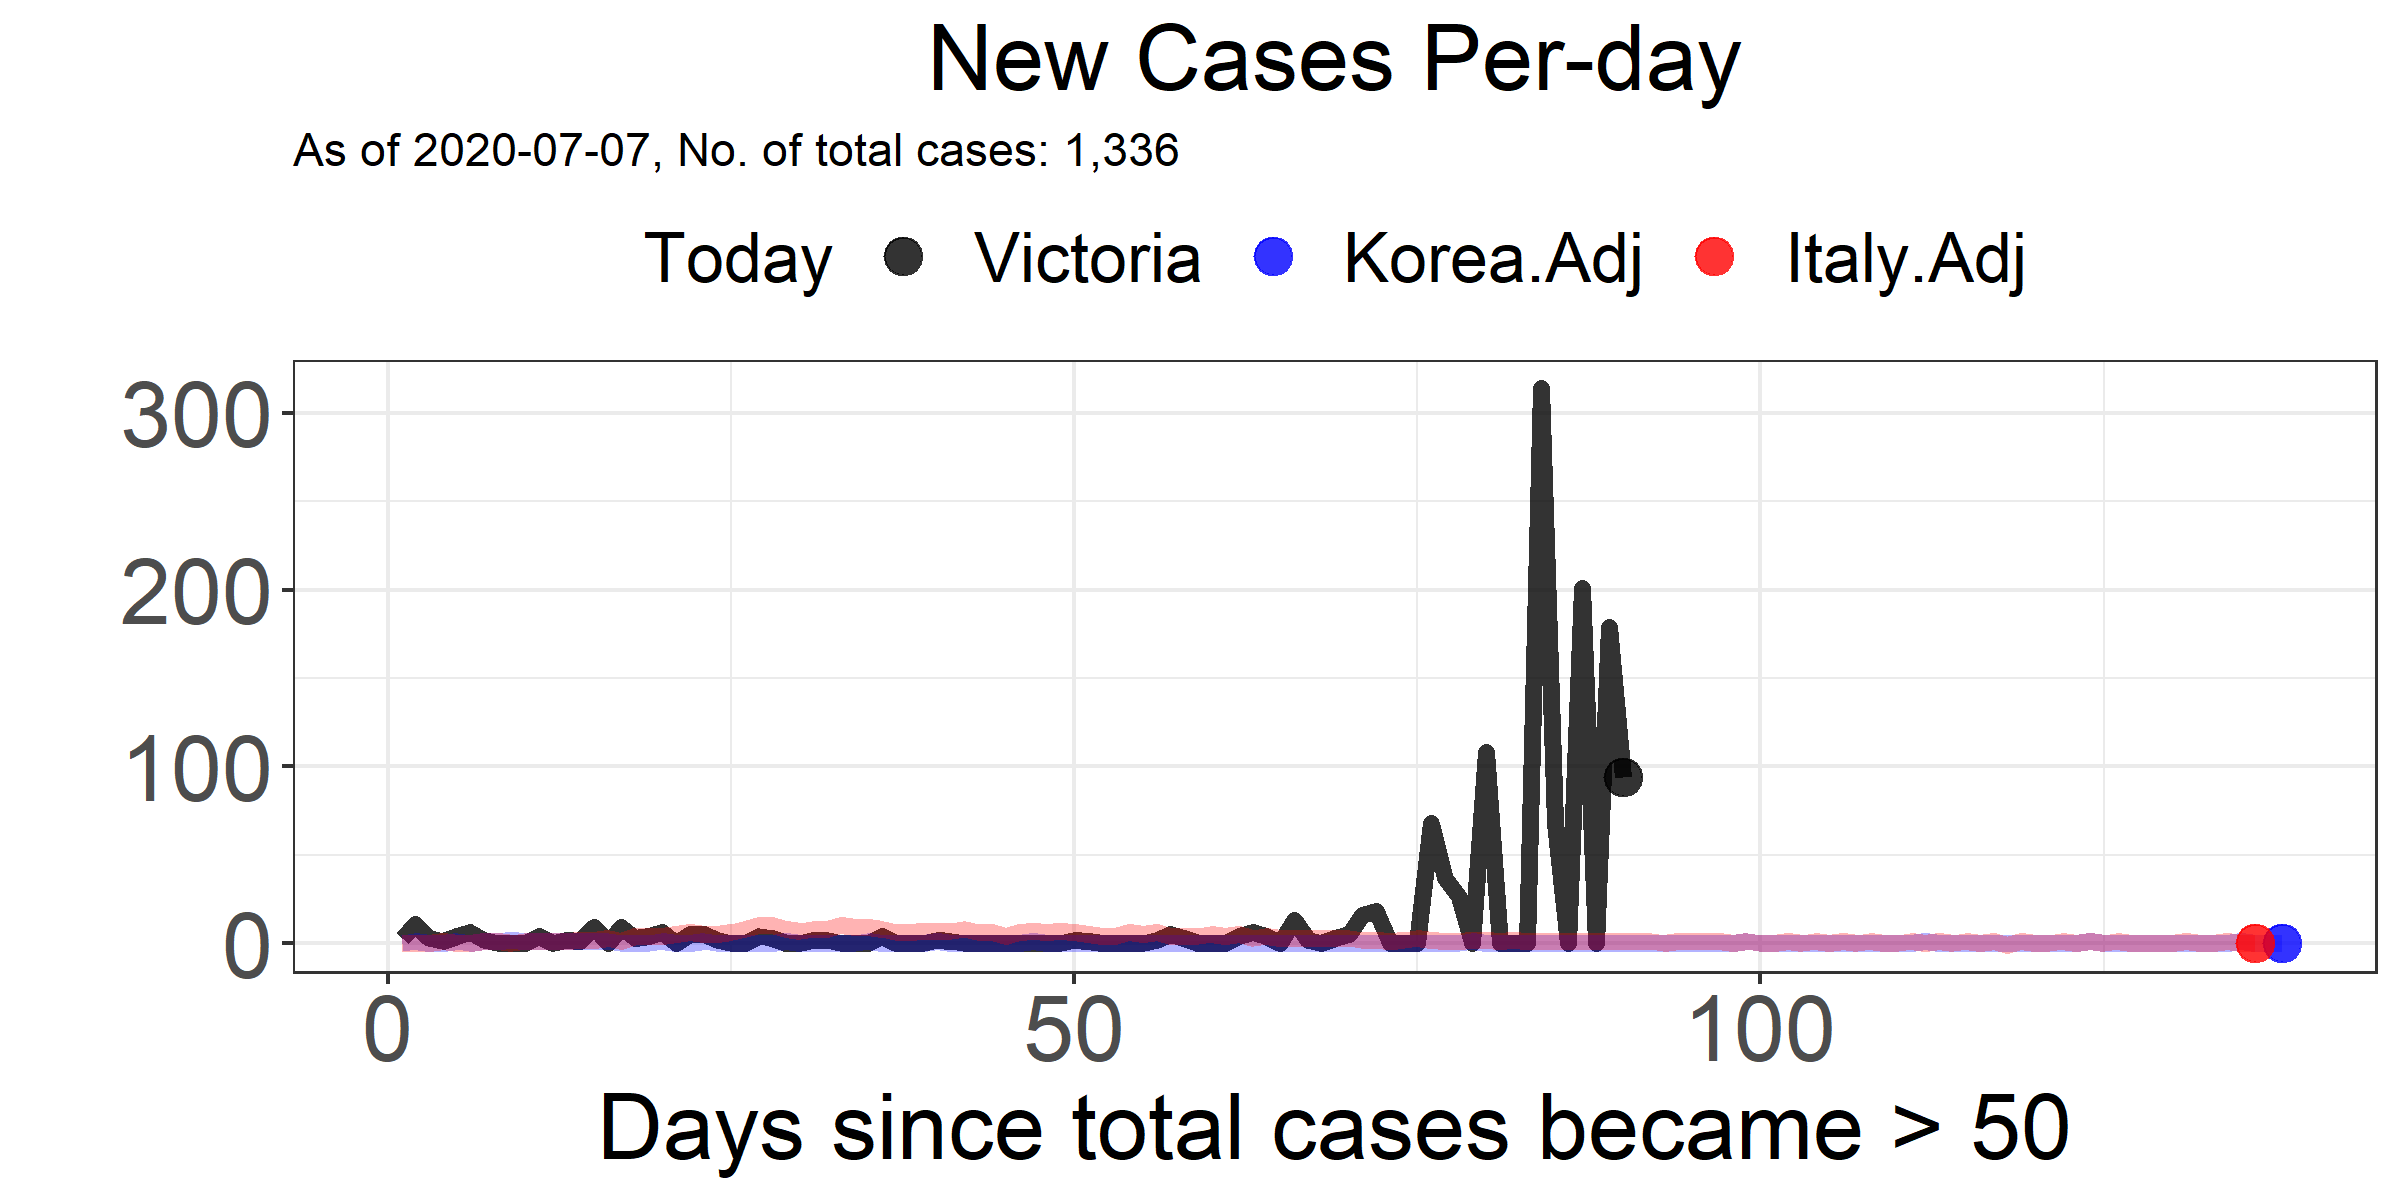 New Cases Per-day
As of 2020-07-07, No. of total cases: 1,336
Today Victoria Korea.Adj Italy.Adj
300
200
100
0
0 50 100
Days since total cases became > 50